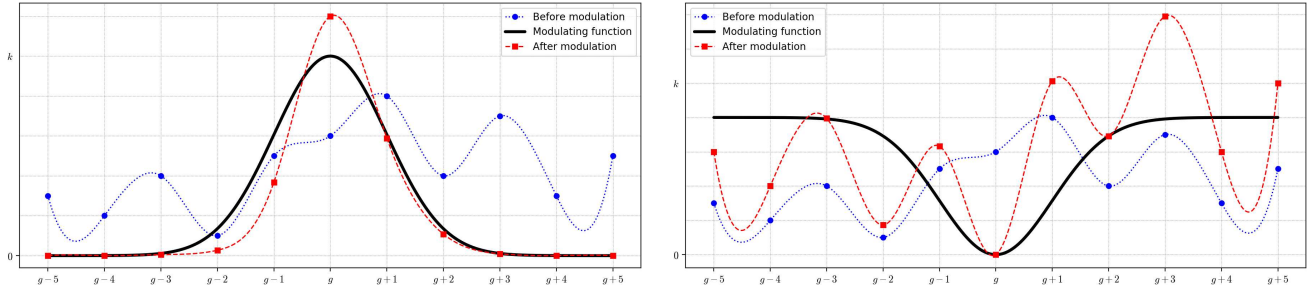 Before modulation
Modulating function
After modulation
k
0
g − 5
g − 4
g − 3
g − 2
g − 1
g
g + 1
g + 2
g + 3
g + 4
g + 5
Before modulation
Modulating function
After modulation
k
0
g − 5
g − 4
g − 3
g − 2
g − 1
g
g + 1
g + 2
g + 3
g + 4
g + 5